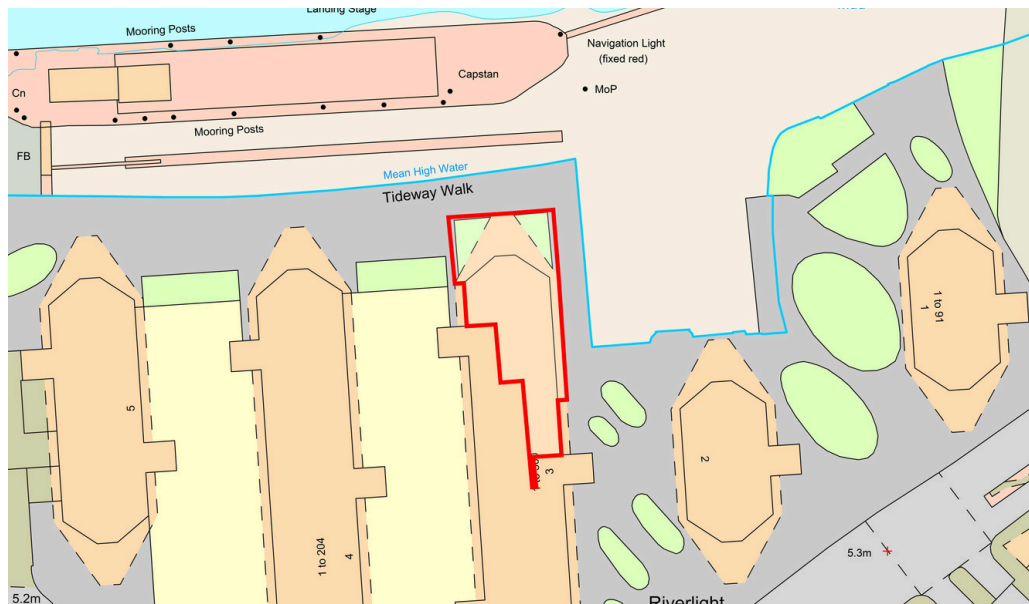 Landing Stage
Mooring Posts
Navigation Light
(fixed red)
Capstan
Cn
MoP
Mooring Posts
FB
Mean High Water
Tideway Walk
1 to 91
1
5
2
3
1 to 204
4
5.3m
5.2m
Riverlight